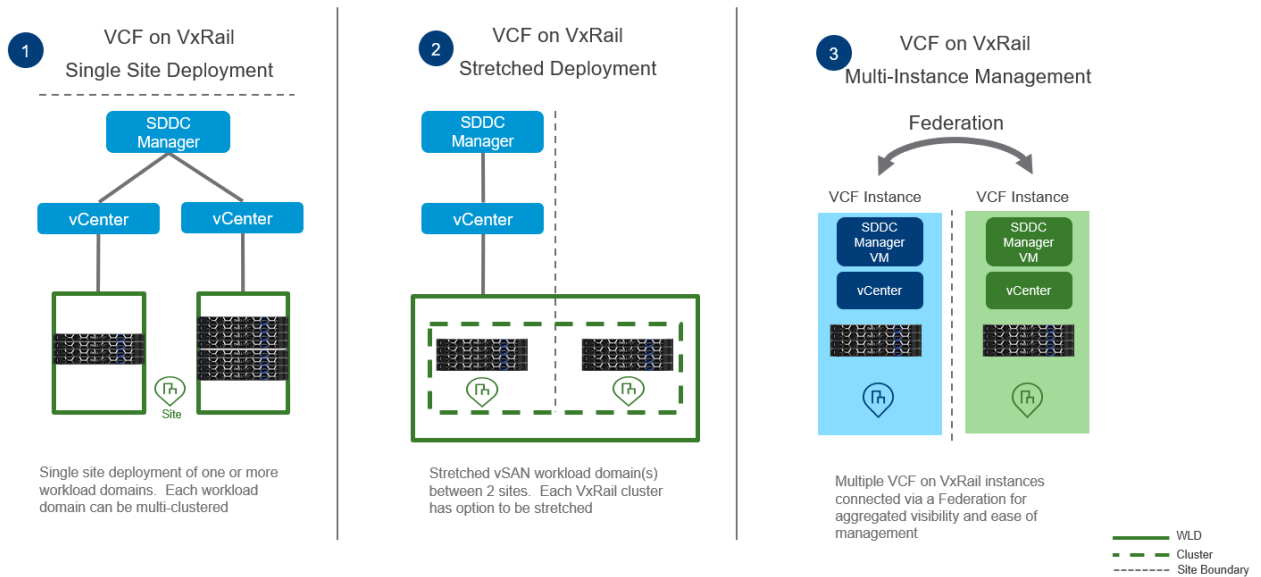 1
VCF on VxRail
Single Site Deployment
SDDC
Manager
vCenter
vCenter
Site
Single site deployment of one or more
workload domains. Each workload
domain can be multi-clustered
2
VCF on VxRail
Stretched Deployment
SDDC
Manager
vCenter
Stretched vSAN workload domain(s)
between 2 sites. Each VxRail cluster
has option to be stretched
3
VCF on VxRail
Multi-Instance Management
Federation
VCF Instance
SDDC
Manager
VM
vCenter
VCF Instance
SDDC
Manager
VM
vCenter
Multiple VCF on VxRail instances
connected via a Federation for
aggregated visibility and ease of
management
WLD
Cluster
Site Boundary